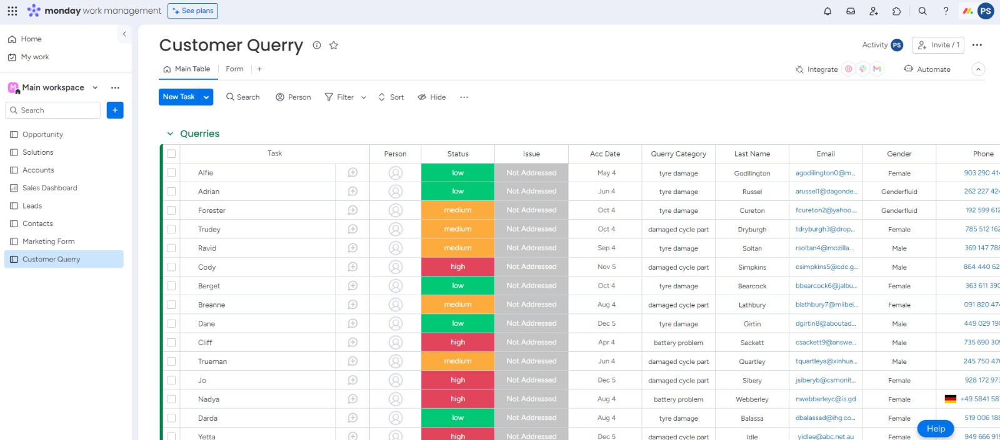 monday work management See plans
PS
Home
My work
M Main workspace
Search
+
Opportunity
Solutions
Accounts
Sales Dashboard
Leads
Contacts
Marketing Form
Customer Querry
Customer Querry
Activity PS Invite / 1
Main Table Form +
Integrate Automate
New Task Search Person Filter Sort Hide
Querries
Task Person Status Issue Acc Date Querry Category Last Name Email Gender Phone
Alfie low Not Addressed May 4 tyre damage Godilington agodilington0@m... Female 903 290 414
Adrian low Not Addressed Jun 4 tyre damage Russel arussel1@dagonde... Genderfluid 262 227 424
Forester medium Not Addressed Oct 4 tyre damage Cureton fcureton2@yahoo.... Genderfluid 192 599 612
Trudey medium Not Addressed Oct 4 damaged cycle part Dryburgh tdryburgh3@drop... Female 785 512 162
Ravid medium Not Addressed Sep 4 tyre damage Soltan rsoltan4@mozilla.... Male 369 147 788
Cody high Not Addressed Nov 5 damaged cycle part Simpkins csimpkins5@cdc.g... Male 864 440 62
Berget low Not Addressed Oct 4 tyre damage Bearcock bbearcock6@jalbu... Female 363 611 390
Breanne medium Not Addressed Aug 4 damaged cycle part Lathbury blathbury7@miibei... Female 091 820 474
Dane low Not Addressed Dec 5 tyre damage Girtin dgirtin8@aboutad... Male 449 029 190
Cliff high Not Addressed Apr 4 battery problem Sackett csackett9@answe... Male 735 690 309
Trueman medium Not Addressed Jun 4 damaged cycle part Quartley tquartleya@xinhua... Male 245 750 470
Jo high Not Addressed Dec 5 damaged cycle part Sibery jsiberyb@csmonit... Female 928 172 973
Nadya high Not Addressed Aug 4 battery problem Webberley nwebberleyc@is.gd Female +49 5841 587
Darda low Not Addressed Aug 4 tyre damage Balassa dbalassad@ihg.co... Female 519 006 188
Yetta high Not Addressed Dec 5 damaged cycle part Idle yidlee@abc.net.au Female 949 666 915
Help